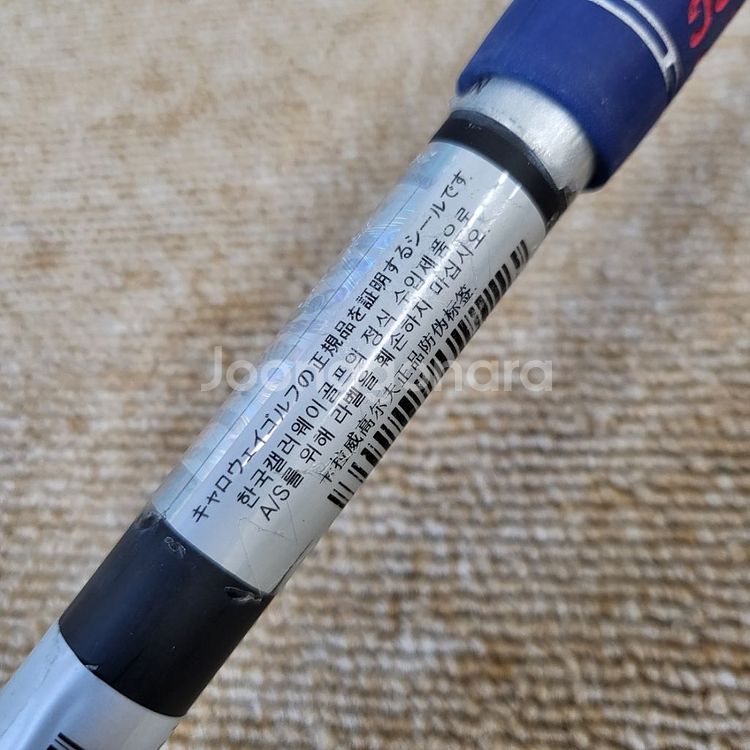 キャロウェイゴルフの正規品を証明するシールです
한국캘러웨이골프의 정식 수입제품으로
A/S를 위해 라벨을 훼손하지 마십시오
卡拉威高尔夫正品防伪标签
Joonggonara